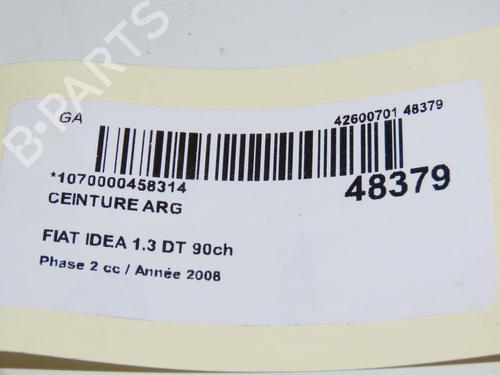 B-PARTS
GA
42600701 48379
*1070000458314
48379
CEINTURE ARG
FIAT IDEA 1.3 DT 90ch
Phase 2 cc / Année 2008